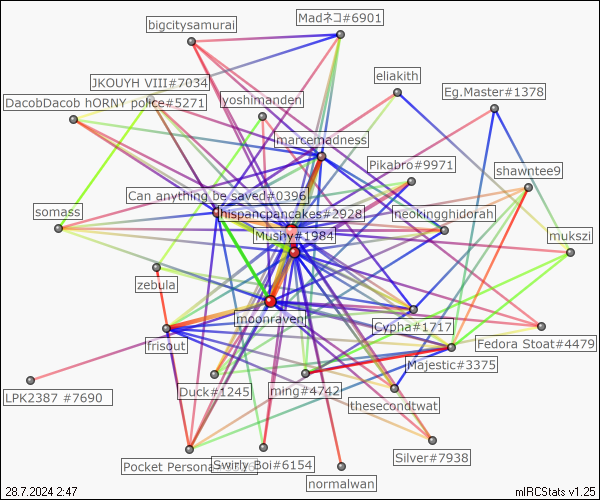 Madネコ#6901
bigcitysamurai
eliakith
JKOUYH VIII#7034
Eg.Master#1378
DacobDacob hORNY police#5271
yoshimanden
marcemadness
Pikabro#9971
shawntee9
Can anything be saved#0396
somass
hispancpancakes#2928
neokingghidorah
Mushy#1984
mukszi
zebula
moonraven
Cypha#1717
frisout
Fedora Stoat#4479
Majestic#3375
LPK2387 #7690
Duck#1245
ming#4742
thesecondtwat
Silver#7938
Pocket Persona
Swirly Boi#6154
normalwan
28.7.2024 2:47
mIRCStats v1.25